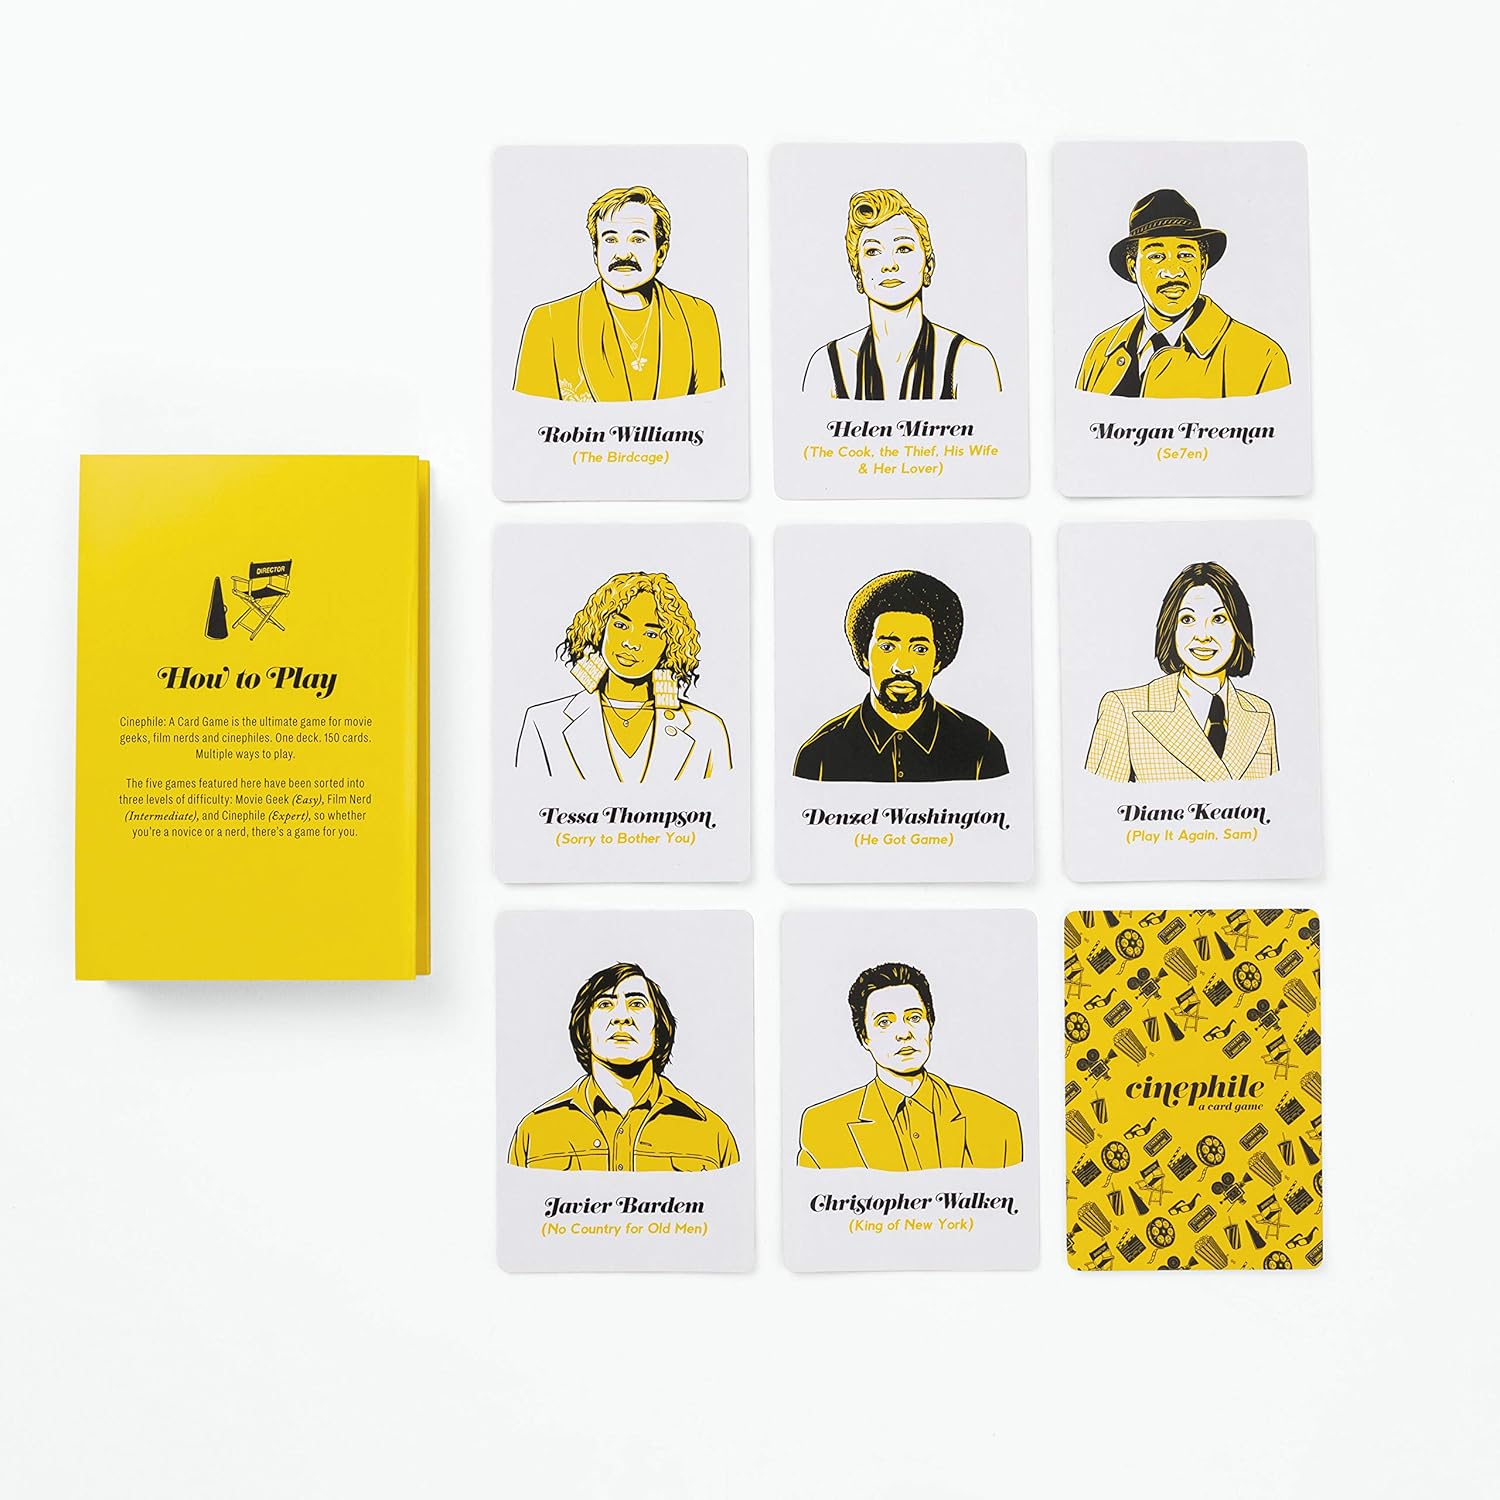 DIRECTOR
How to Play
Cinephile: A Card Game is the ultimate game for movie
geeks, film nerds and cinephiles. One deck. 150 cards.
Multiple ways to play.
The five games featured here have been sorted into
three levels of difficulty: Movie Geek (Easy), Film Nerd
(Intermediate), and Cinephile (Expert), so whether
you're a novice or a nerd, there's a game for you.
Robin Williams
(The Birdcage)
Helen Mirren
(The Cook, the Thief, His Wife
& Her Lover)
Morgan Freeman
(Se7en)
Tessa Thompson
(Sorry to Bother You)
Denzel Washington
(He Got Game)
Diane Keaton
(Play It Again, Sam)
Javier Bardem
(No Country for Old Men)
Christopher Walken
(King of New York)
cinephile
a card game